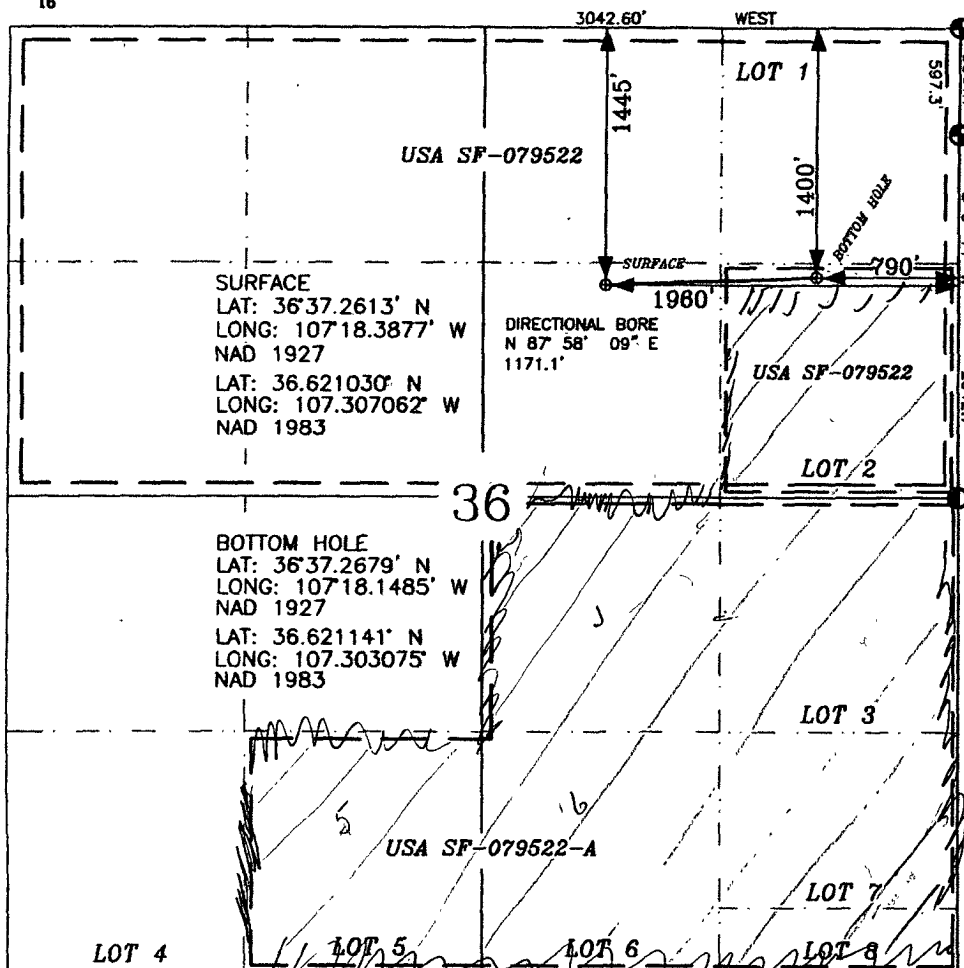 16
3042.60' WEST
LOT 1
597.3'
1445'
USA SF-079522
1400'
BOTTOM HOLE
SURFACE
790'
1960'
SURFACE
LAT: 36°37.2613' N
LONG: 107°18.3877' W
NAD 1927
LAT: 36.621030° N
LONG: 107.307062° W
NAD 1983
DIRECTIONAL BORE
N 87° 58' 09" E
1171.1'
USA SF-079522
LOT 2
36
BOTTOM HOLE
LAT: 36°37.2679' N
LONG: 107°18.1485' W
NAD 1927
LAT: 36.621141° N
LONG: 107.303075° W
NAD 1983
LOT 3
5
6
USA SF-079522-A
LOT 7
LOT 4
LOT 5
LOT 6
LOT 8